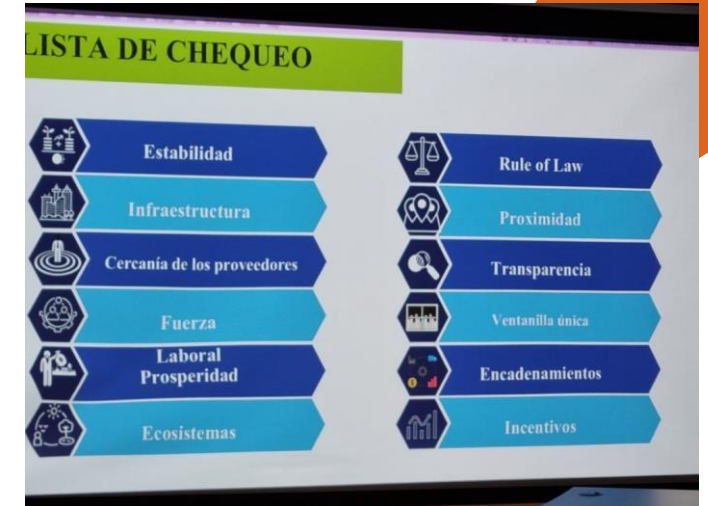 LISTA DE CHEQUEO
Estabilidad
Infraestructura
Cercanía de los proveedores
Fuerza
Laboral
Prosperidad
Ecosistemas
Rule of Law
Proximidad
Transparencia
Ventanilla única
Encadenamientos
Incentivos